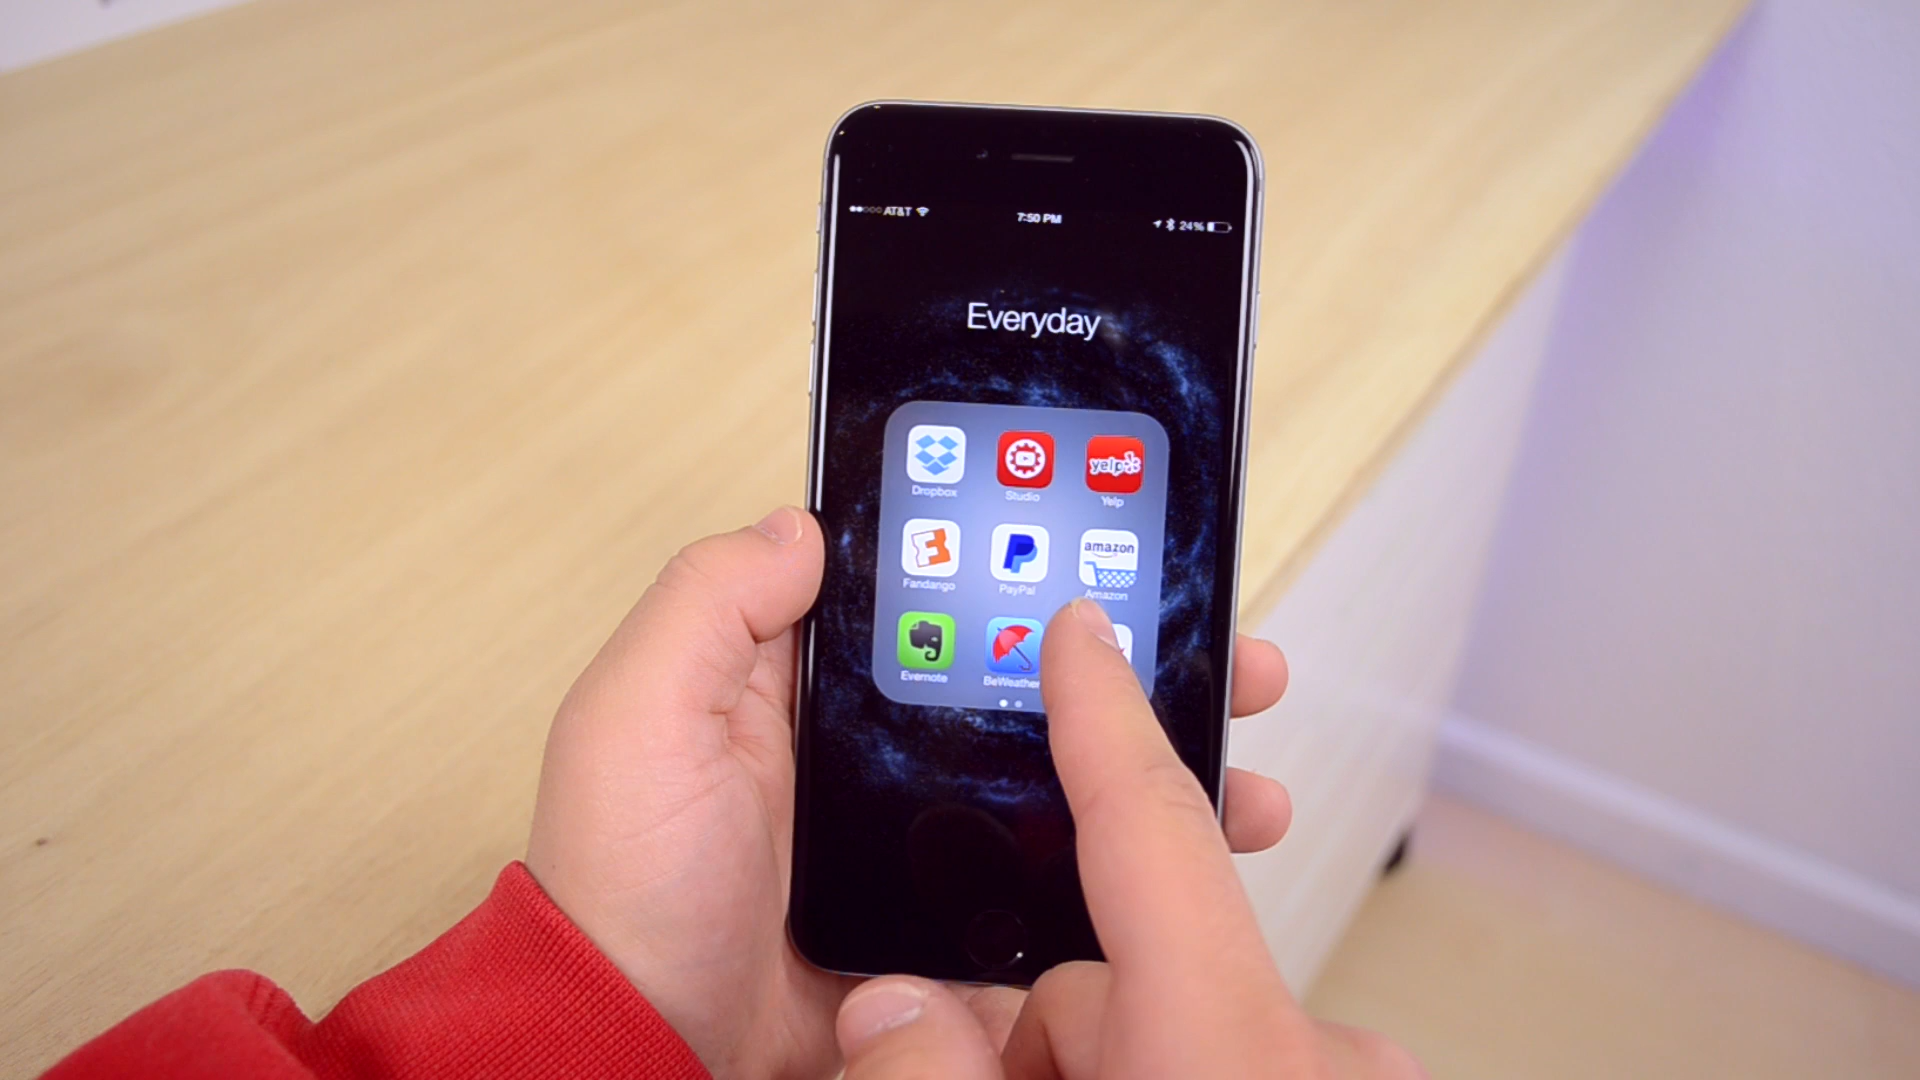 AT&T 7:50 PM 24%
Everyday
Dropbox Studio yelp Yelp
Fandango PayPal amazon Amazon
Evernote BeWeather